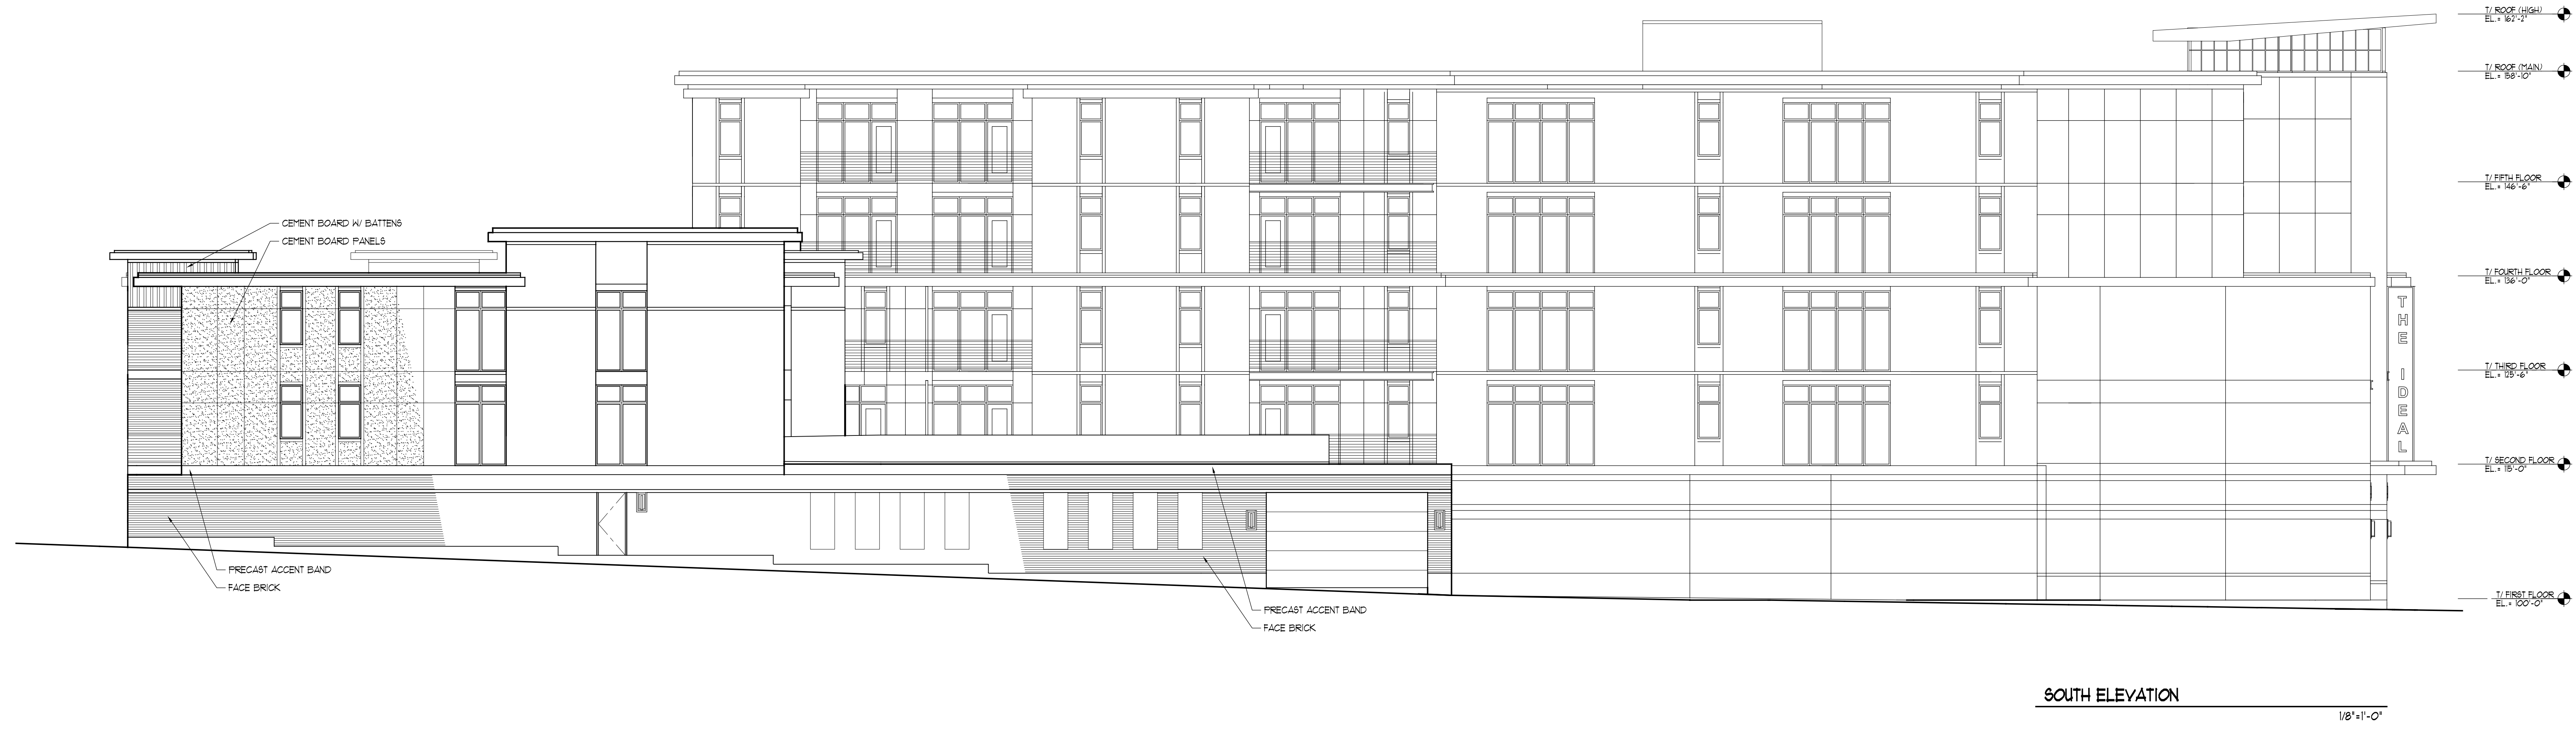 T/ ROOF (HIGH)
EL.= 162'-2"
T/ ROOF (MAIN)
EL.= 158'-10"
T/ FIFTH FLOOR
EL.= 146'-6"
CEMENT BOARD W/ BATTENS
CEMENT BOARD PANELS
T/ FOURTH FLOOR
EL.= 136'-0"
THE IDEAL
T/ THIRD FLOOR
EL.= 125'-6"
T/ SECOND FLOOR
EL.= 115'-0"
PRECAST ACCENT BAND
FACE BRICK
T/ FIRST FLOOR
EL.= 100'-0"
PRECAST ACCENT BAND
FACE BRICK
SOUTH ELEVATION
1/8"=1'-0"